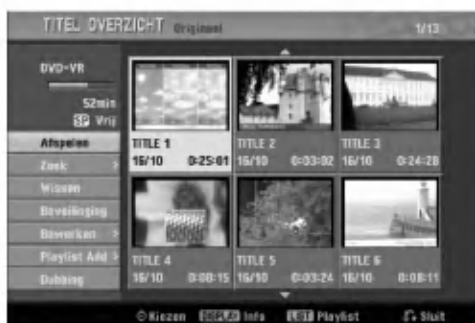 TITEL OVERZICHT Origineel 1/13
DVD-VR
52min
SP Vrij
Afspelen
Zoek >
Wissen
Beveiliging
Bewerken >
Playlist Add >
Dubbing
TITLE 1
16/10 0:25:01
TITLE 2
16/10 0:03:02
TITLE 3
16/10 0:24:28
TITLE 4
16/10 0:08:15
TITLE 5
16/10 0:03:24
TITLE 6
16/10 0:08:11
Kiezen DISPLAY Info LIST Playlist Sluit